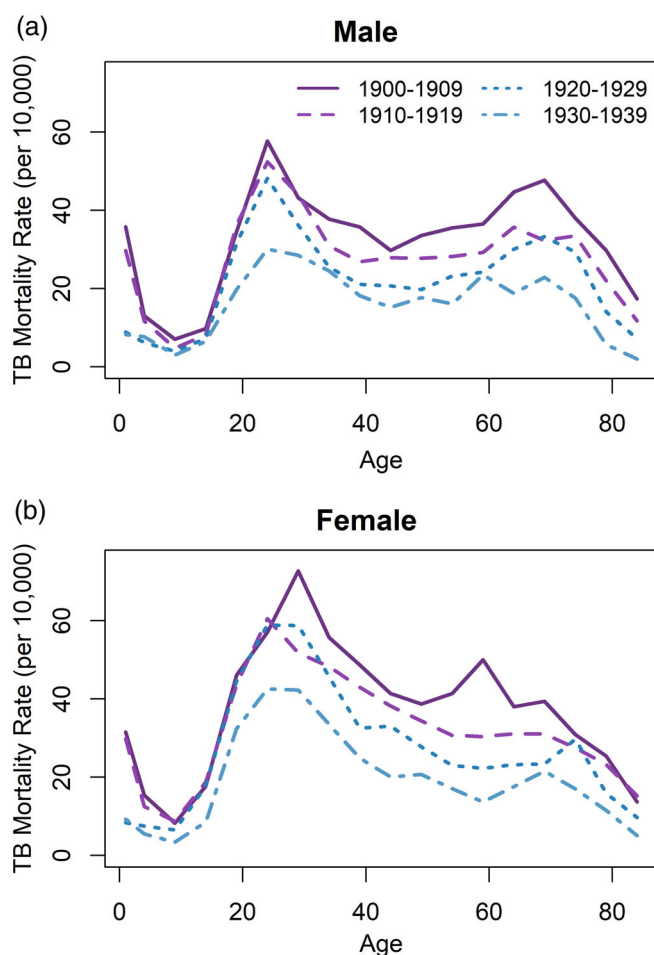 (a)
Male
1900-1909 1920-1929
1910-1919 1930-1939
TB Mortality Rate (per 10,000)
0 20 40 60
0 20 40 60 80
Age
(b)
Female
TB Mortality Rate (per 10,000)
0 20 40 60
0 20 40 60 80
Age